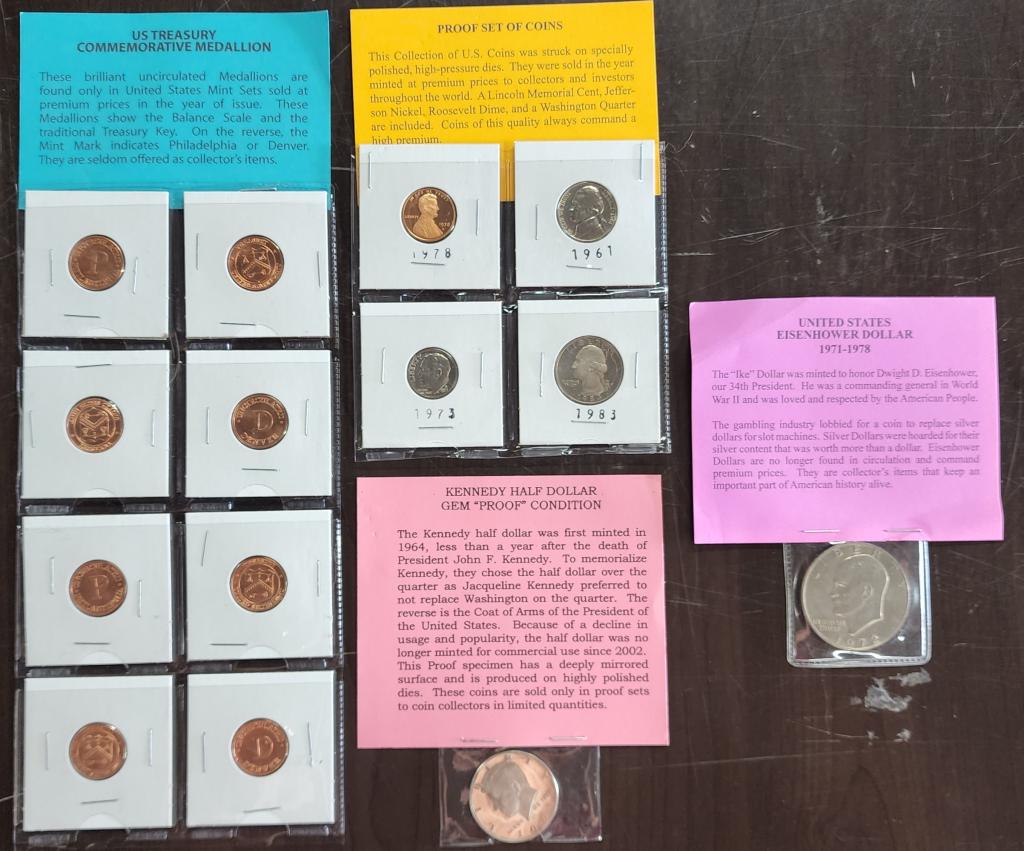 US TREASURY
COMMEMORATIVE MEDALLION
These brilliant uncirculated Medallions are
found only in United States Mint Sets sold at
premium prices in the year of issue. These
Medallions show the Balance Scale and the
traditional Treasury Key. On the reverse, the
Mint Mark indicates Philadelphia or Denver.
They are seldom offered as collector's items.
PROOF SET OF COINS
This Collection of U.S. Coins was struck on specially
polished, high-pressure dies. They were sold in the year
minted at premium prices to collectors and investors
throughout the world. A Lincoln Memorial Cent, Jeffer-
son Nickel, Roosevelt Dime, and a Washington Quarter
are included. Coins of this quality always command a
high premium.
1978
1961
1973
1983
KENNEDY HALF DOLLAR
GEM "PROOF" CONDITION
The Kennedy half dollar was first minted in
1964, less than a year after the death of
President John F. Kennedy. To memorialize
Kennedy, they chose the half dollar over the
quarter as Jacqueline Kennedy preferred to
not replace Washington on the quarter. The
reverse is the Coat of Arms of the President of
the United States. Because of a decline in
usage and popularity, the half dollar was no
longer minted for commercial use since 2002.
This Proof specimen has a deeply mirrored
surface and is produced on highly polished
dies. These coins are sold only in proof sets
to coin collectors in limited quantities.
UNITED STATES
EISENHOWER DOLLAR
1971-1978
The "Ike" Dollar was minted to honor Dwight D. Eisenhower,
our 34th President. He was a commanding general in World
War II and was loved and respected by the American People.
The gambling industry lobbied for a coin to replace silver
dollars for slot machines. Silver Dollars were hoarded for their
silver content that was worth more than a dollar. Eisenhower
Dollars are no longer found in circulation and command
premium prices. They are collector's items that keep an
important part of American history alive.
P
D
P
D
1972